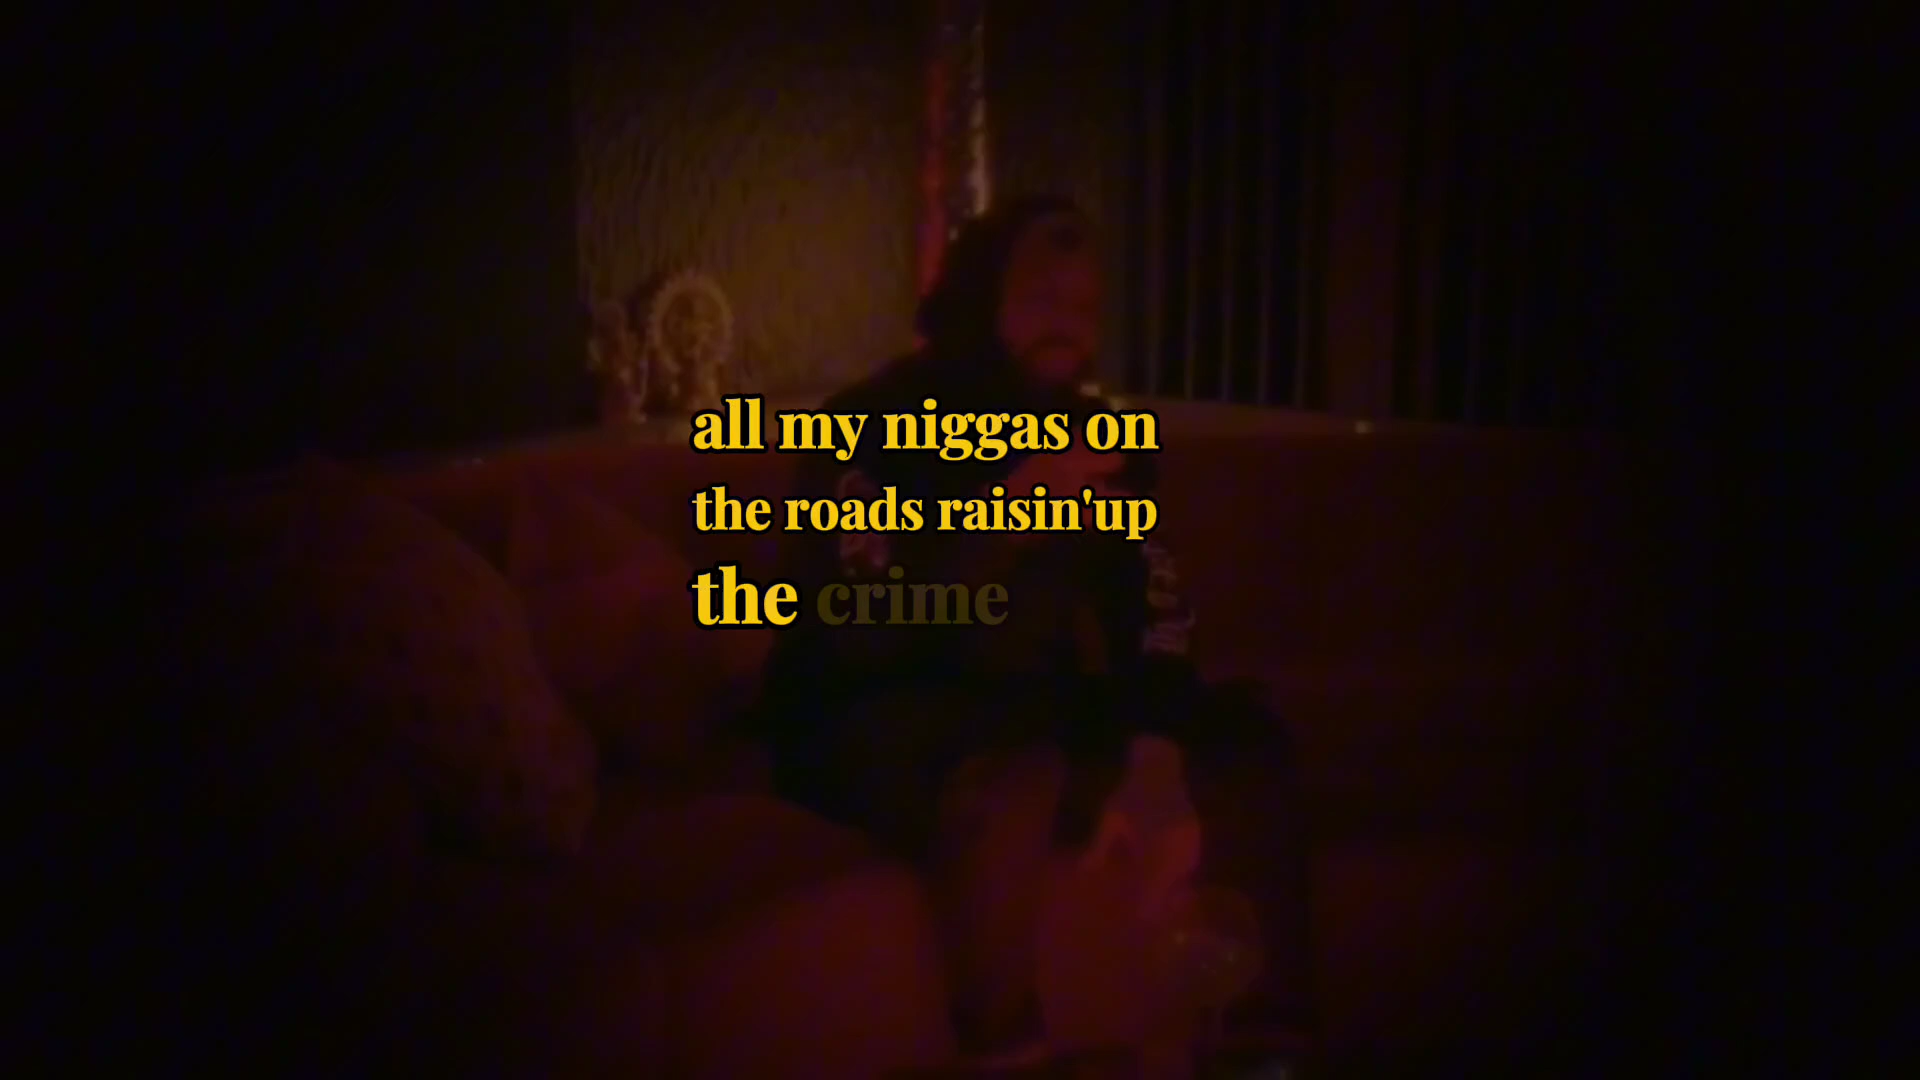 all my niggas on
the roads raisin'up
the crime